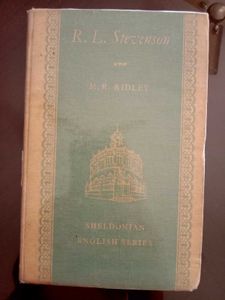 R. L. Stevenson
M. R. RIDLEY
SHELDONIAN
ENGLISH SERIES